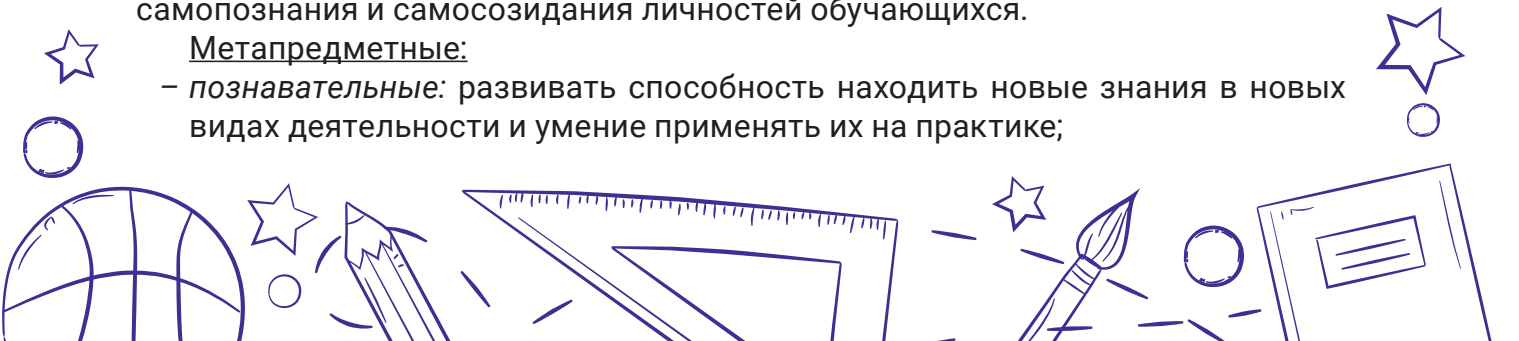 самопознания и самосозидания личностей обучающихся.
Метапредметные:
– познавательные: развивать способность находить новые знания в новых
видах деятельности и умение применять их на практике;